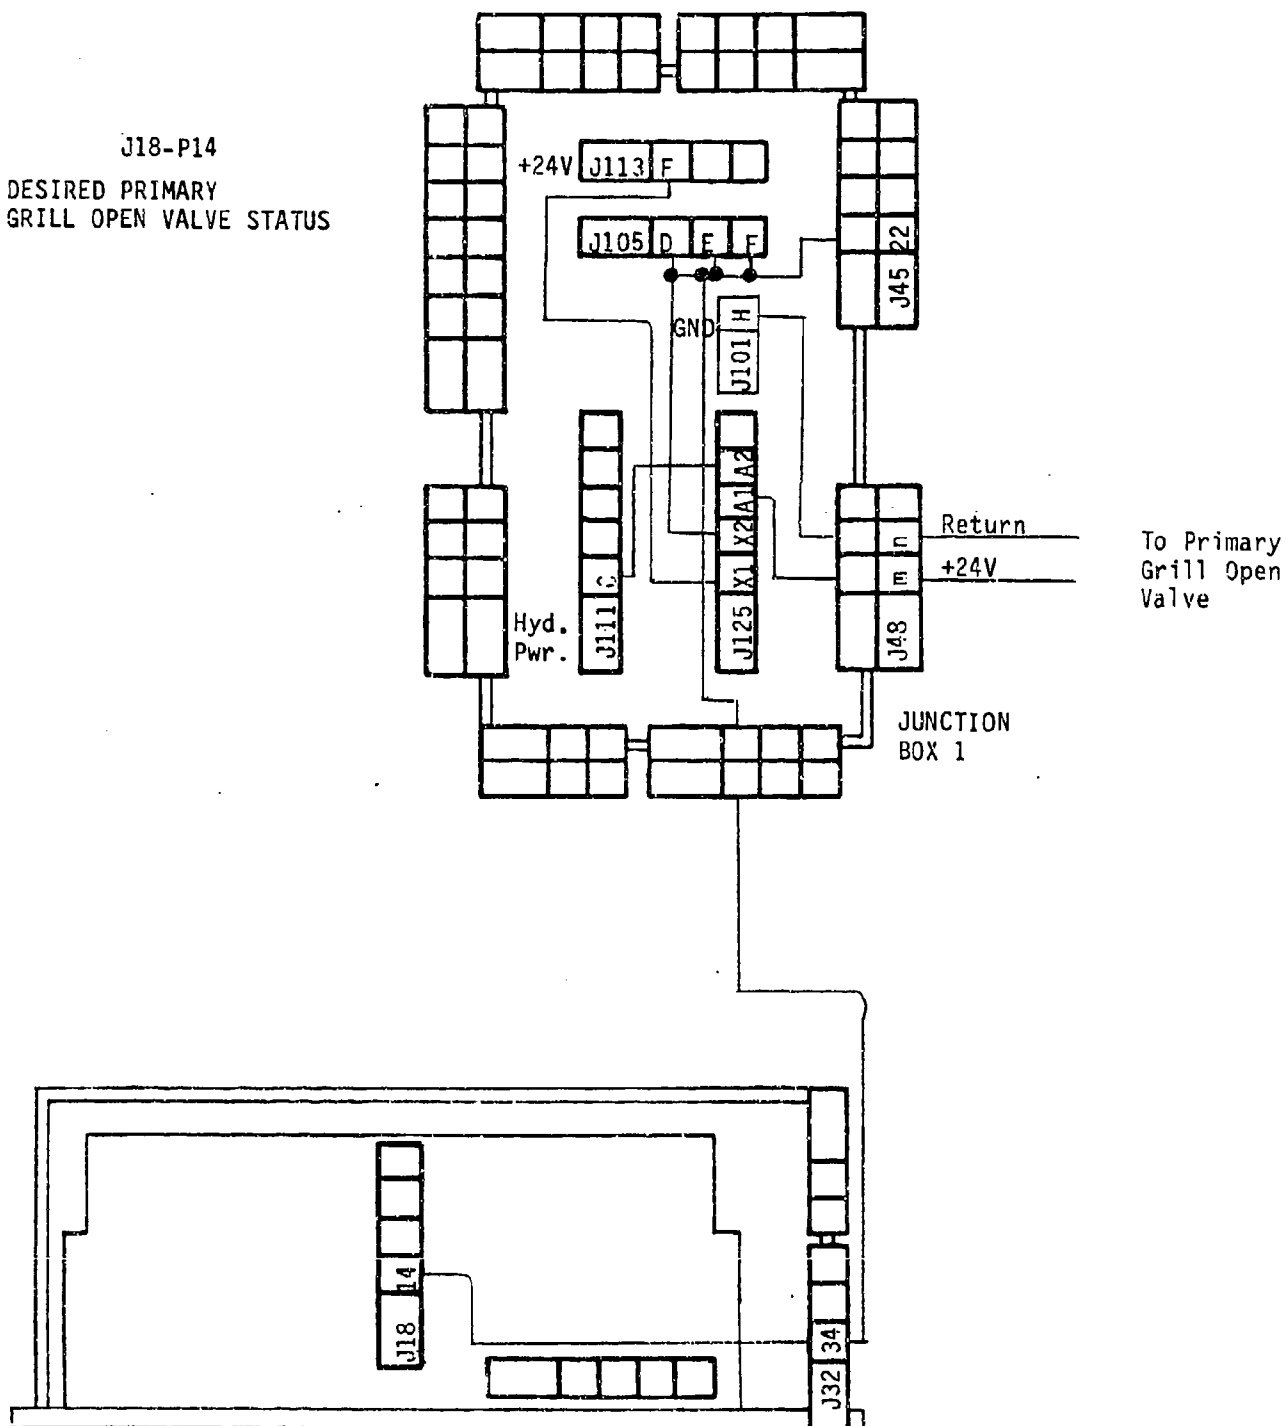 J18-P14
DESIRED PRIMARY
GRILL OPEN VALVE STATUS
+24V J113 F
J105 D E F
22
J45
GND H
J101
A2
A1
X2
X1
J125
C
J111
Hyd.
Pwr.
n
m
J48
Return
+24V
To Primary
Grill Open
Valve
JUNCTION
BOX 1
14
J18
34
J32